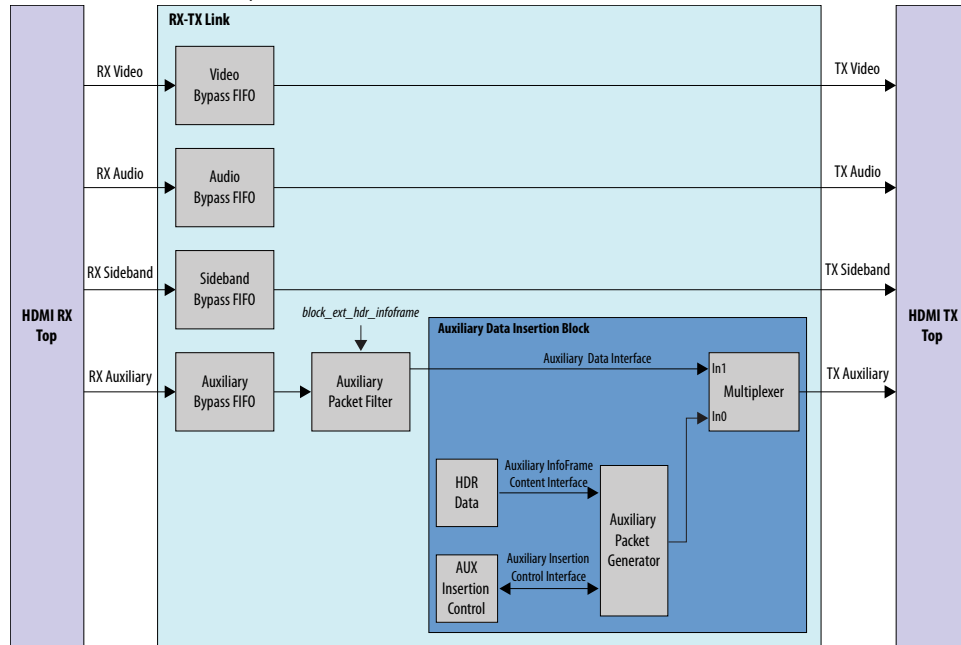 RX-TX Link
RX Video
Video
Bypass FIFO
TX Video
RX Audio
Audio
Bypass FIFO
TX Audio
RX Sideband
Sideband
Bypass FIFO
TX Sideband
HDMI RX
Top
HDMI TX
Top
block_ext_hdr_infoframe
Auxiliary Data Insertion Block
RX Auxiliary
Auxiliary
Bypass FIFO
Auxiliary
Packet Filter
Auxiliary Data Interface
In1
Multiplexer
In0
TX Auxiliary
HDR
Data
Auxiliary InfoFrame
Content Interface
Auxiliary
Packet
Generator
AUX
Insertion
Control
Auxiliary Insertion
Control Interface